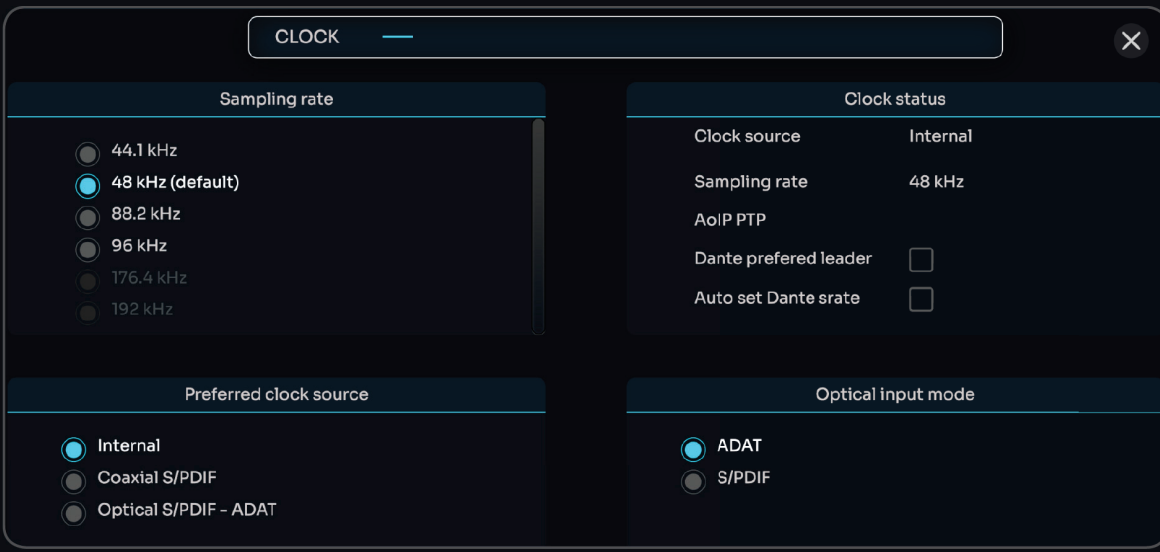 CLOCK
Sampling rate
44.1 kHz
48 kHz (default)
88.2 kHz
96 kHz
176.4 kHz
192 kHz
Clock status
Clock source Internal
Sampling rate 48 kHz
AoIP PTP
Dante prefered leader
Auto set Dante srate
Preferred clock source
Internal
Coaxial S/PDIF
Optical S/PDIF - ADAT
Optical input mode
ADAT
S/PDIF